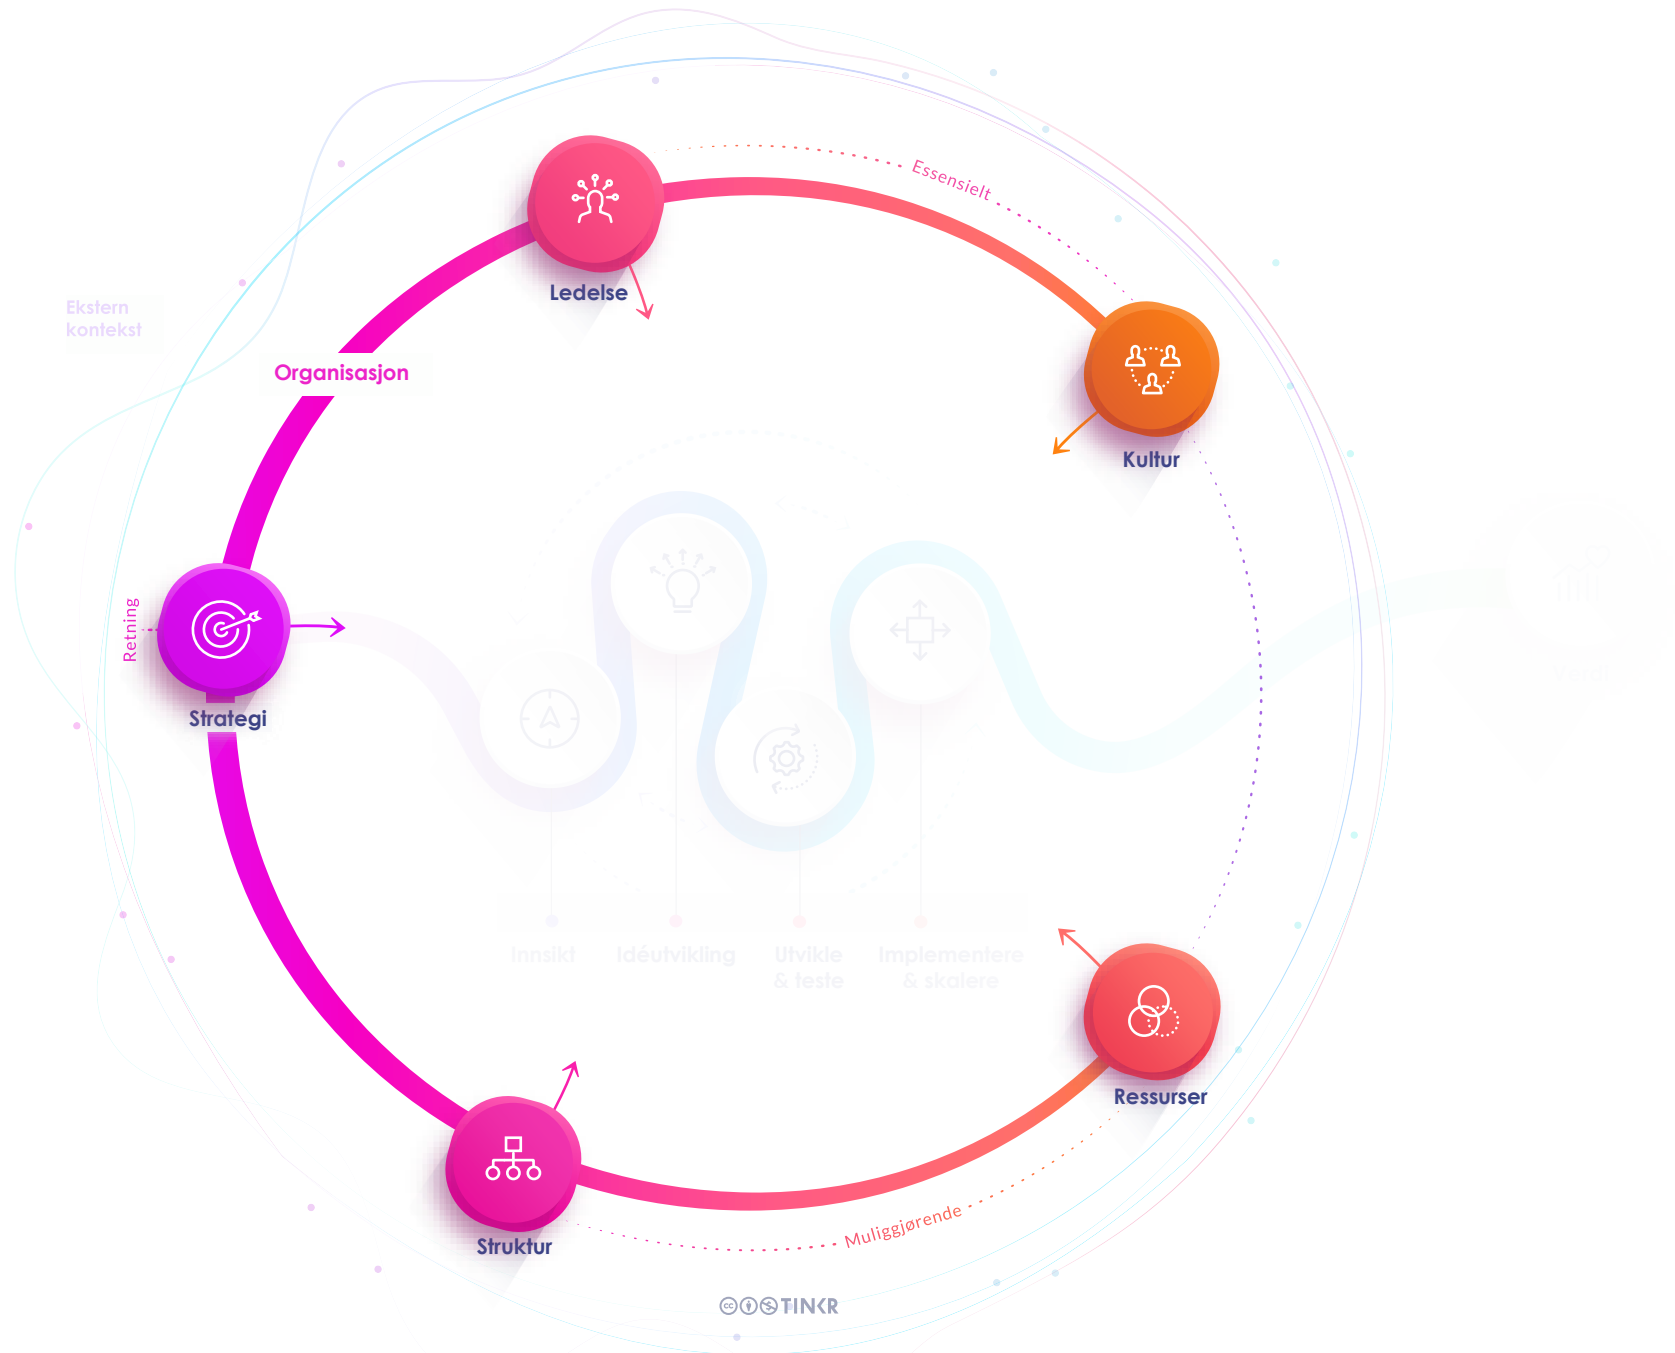 Essensielt
Ledelse
Ekstern
kontekst
Organisasjon
Kultur
Retning
Strategi
Innsikt
Idéutvikling
Utvikle
& teste
Implementere
& skalere
Ressurser
Muliggjørende
Struktur
TINKR